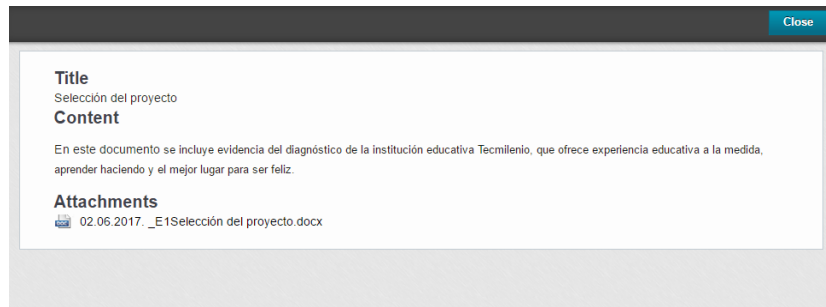 Close
Title
Selección del proyecto
Content
En este documento se incluye evidencia del diagnóstico de la institución educativa Tecmilenio, que ofrece experiencia educativa a la medida,
aprender haciendo y el mejor lugar para ser feliz.
Attachments
02.06.2017. _E1Selección del proyecto.docx